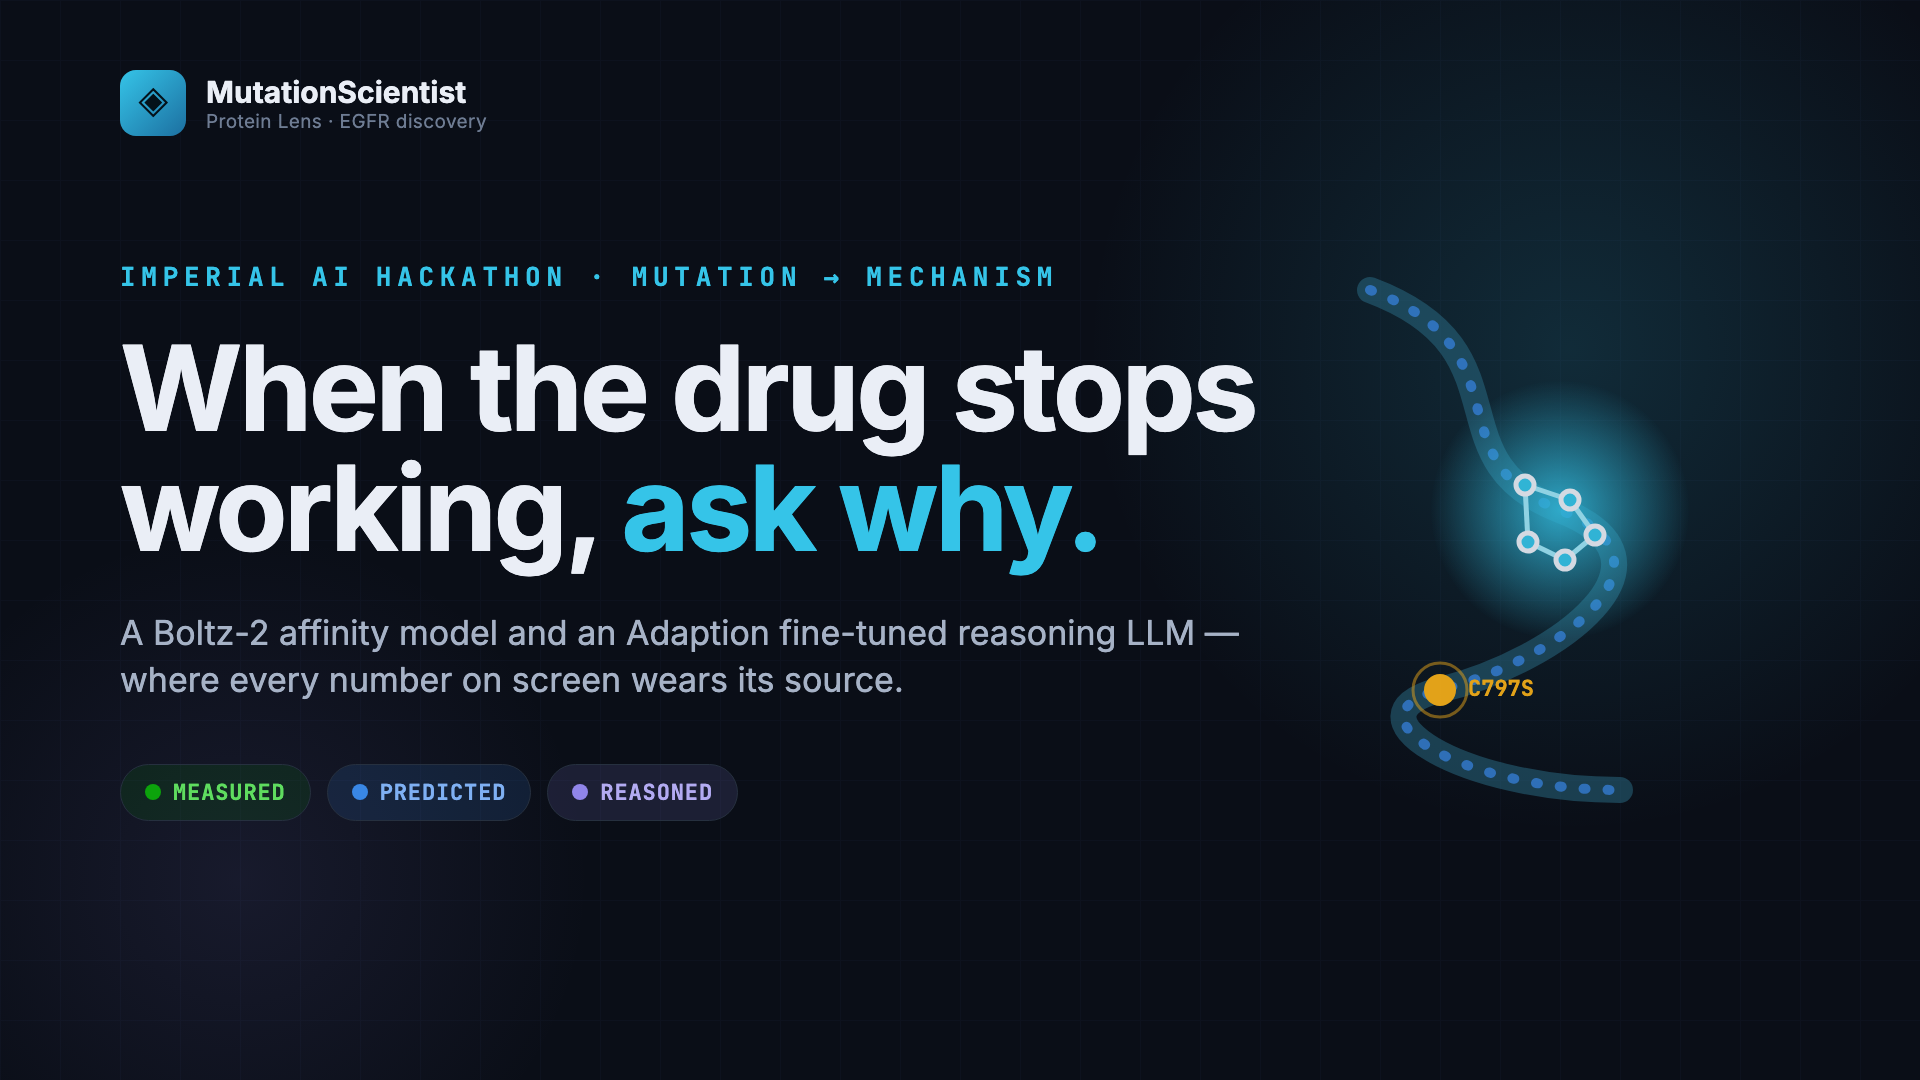 MutationScientist
Protein Lens · EGFR discovery
IMPERIAL AI HACKATHON · MUTATION → MECHANISM
When the drug stops
working, ask why.
A Boltz-2 affinity model and an Adaption fine-tuned reasoning LLM —
where every number on screen wears its source.
C797S
MEASURED
PREDICTED
REASONED